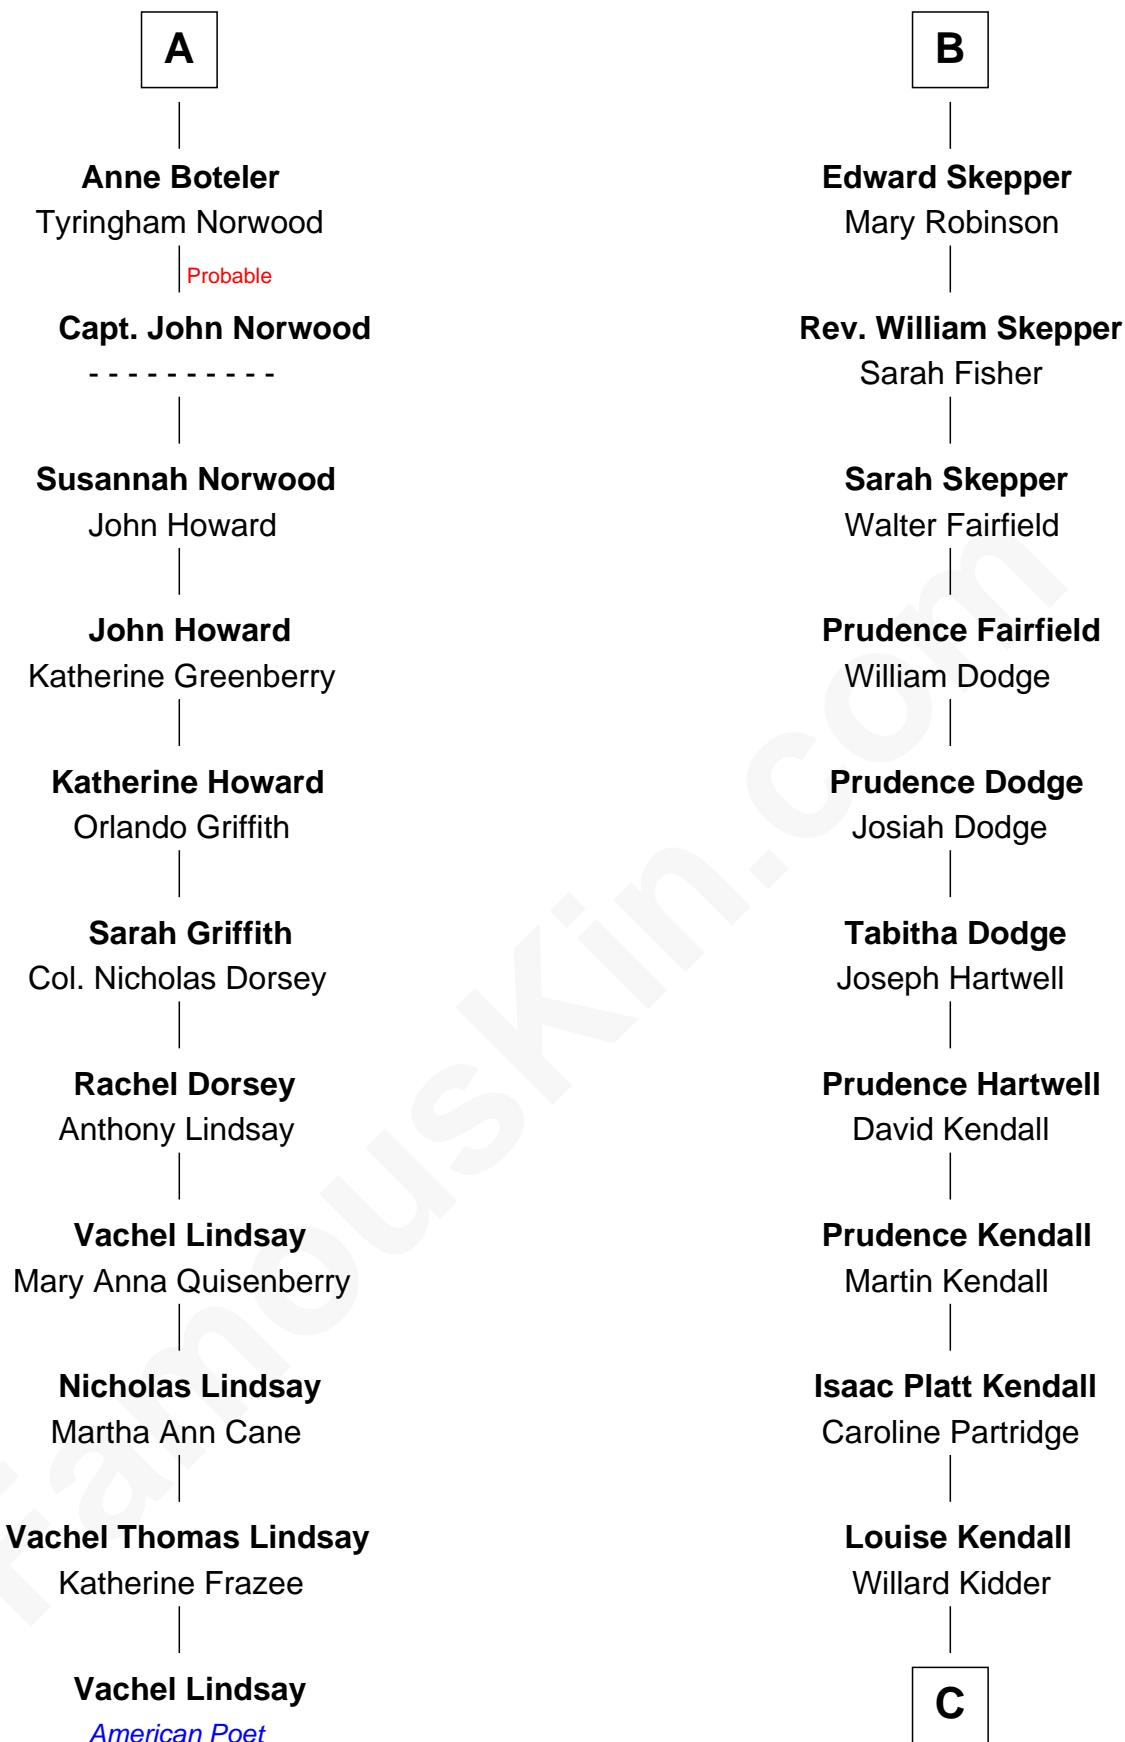 A
Anne Boteler
Tyringham Norwood
Probable
Capt. John Norwood
- - - - - - - - - -
Susannah Norwood
John Howard
John Howard
Katherine Greenberry
Katherine Howard
Orlando Griffith
Sarah Griffith
Col. Nicholas Dorsey
Rachel Dorsey
Anthony Lindsay
Vachel Lindsay
Mary Anna Quisenberry
Nicholas Lindsay
Martha Ann Cane
Vachel Thomas Lindsay
Katherine Frazee
Vachel Lindsay
American Poet
B
Edward Skepper
Mary Robinson
Rev. William Skepper
Sarah Fisher
Sarah Skepper
Walter Fairfield
Prudence Fairfield
William Dodge
Prudence Dodge
Josiah Dodge
Tabitha Dodge
Joseph Hartwell
Prudence Hartwell
David Kendall
Prudence Kendall
Martin Kendall
Isaac Platt Kendall
Caroline Partridge
Louise Kendall
Willard Kidder
C
FamousKin.com